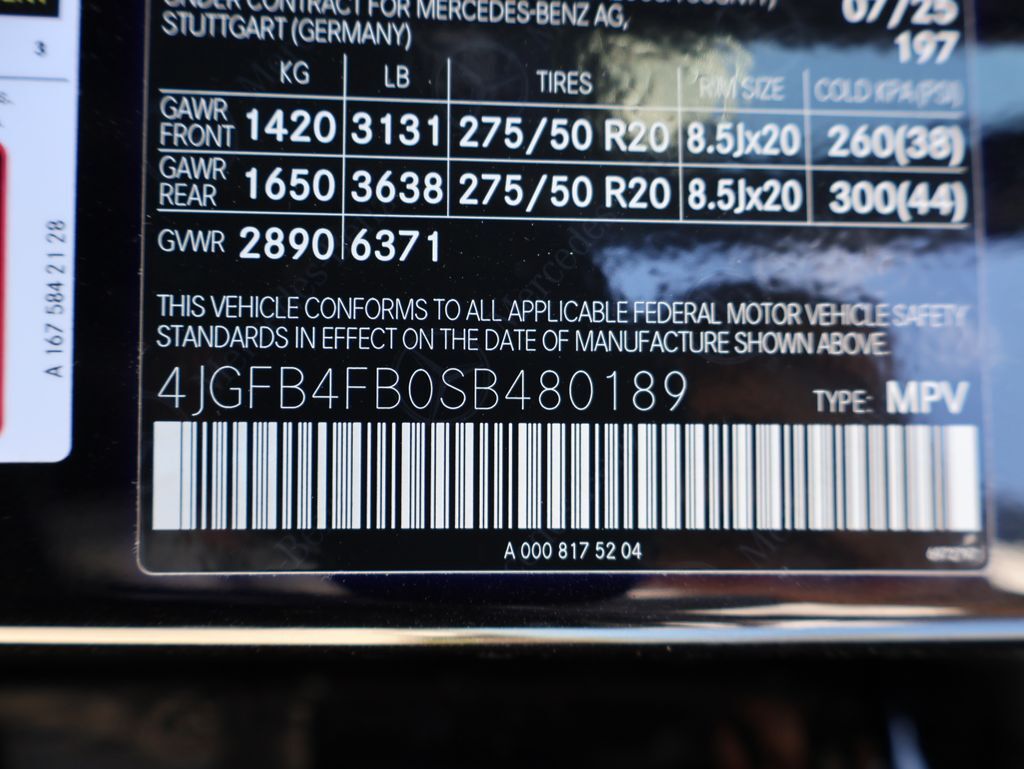 UNDER CONTRACT FOR MERCEDES-BENZ AG,
STUTTGART (GERMANY)
07/25
197
3
KG LB TIRES RIM SIZE COLD KPA (PSI)
GAWR FRONT 1420 3131 275/50 R20 8.5Jx20 260(38)
GAWR REAR 1650 3638 275/50 R20 8.5Jx20 300(44)
GVWR 2890 6371
THIS VEHICLE CONFORMS TO ALL APPLICABLE FEDERAL MOTOR VEHICLE SAFETY
STANDARDS IN EFFECT ON THE DATE OF MANUFACTURE SHOWN ABOVE.
4JGFB4FB0SB480189 TYPE: MPV
A 000 817 52 04
A 167 584 21 28